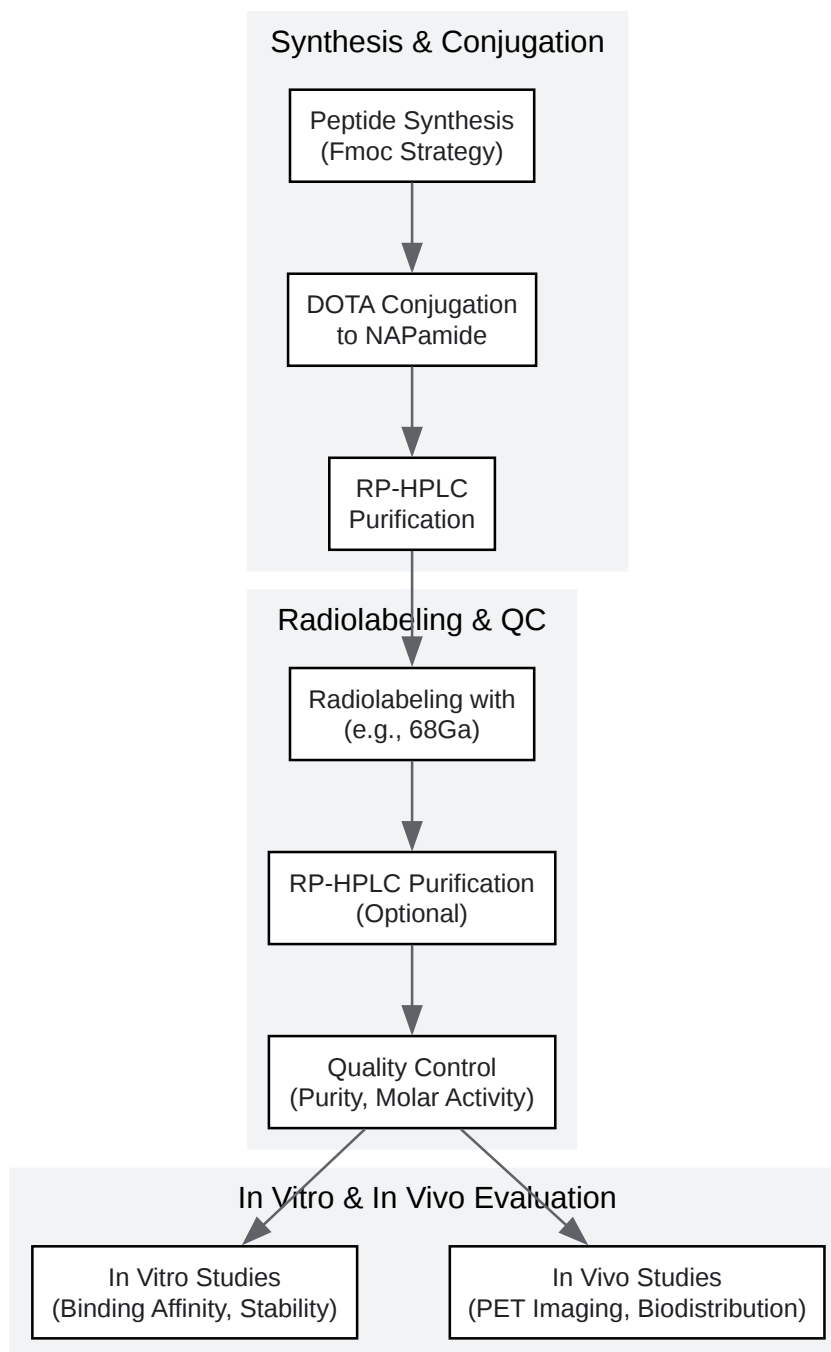 Synthesis & Conjugation
Peptide Synthesis
(Fmoc Strategy)
DOTA Conjugation
to NAPamide
RP-HPLC
Purification
Radiolabeling & QC
Radiolabeling with
(e.g., 68Ga)
RP-HPLC Purification
(Optional)
Quality Control
(Purity, Molar Activity)
In Vitro & In Vivo Evaluation
In Vitro Studies
(Binding Affinity, Stability)
In Vivo Studies
(PET Imaging, Biodistribution)